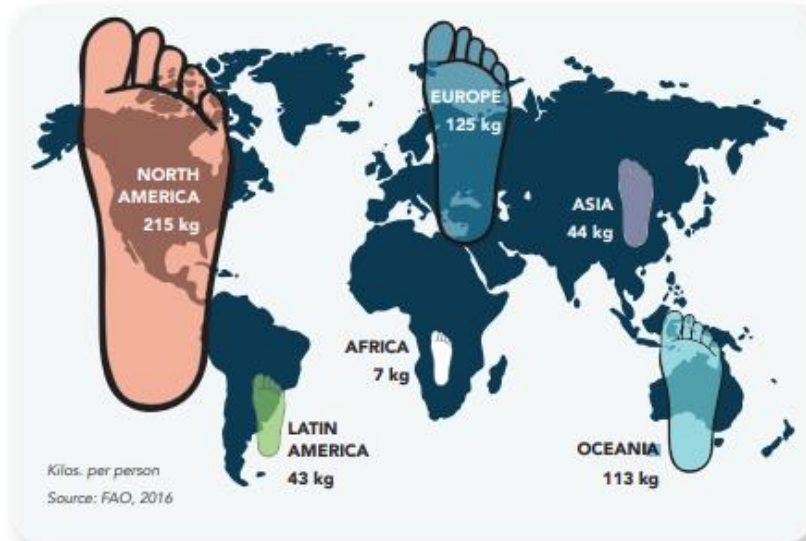 NORTH
AMERICA
215 kg
EUROPE
125 kg
ASIA
44 kg
AFRICA
7 kg
LATIN
AMERICA
43 kg
OCEANIA
113 kg
Kilos. per person
Source: FAO, 2016